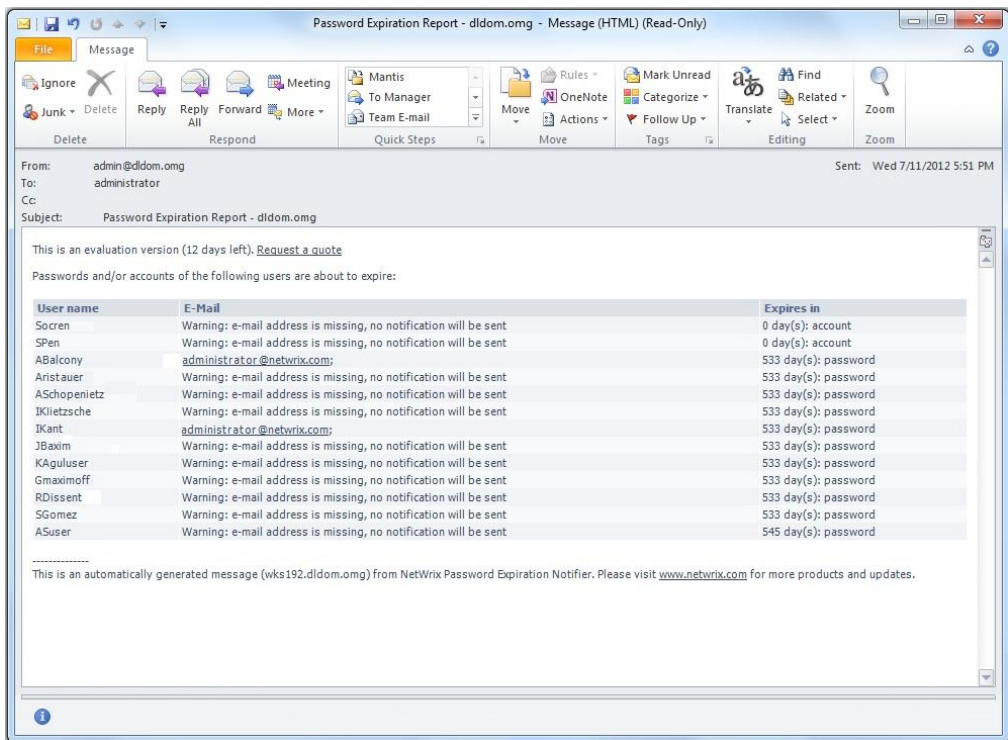 Password Expiration Report - dldom.omg - Message (HTML) (Read-Only)
File Message
Ignore
Junk
Delete
Delete
Reply
Reply All
Forward
Meeting
More
Respond
Mantis
To Manager
Team E-mail
Quick Steps
Move
Rules
OneNote
Actions
Move
Mark Unread
Categorize
Follow Up
Tags
Translate
Find
Related
Select
Editing
Zoom
Zoom
From: admin@dldom.omg Sent: Wed 7/11/2012 5:51 PM
To: administrator
Cc:
Subject: Password Expiration Report - dldom.omg
This is an evaluation version (12 days left). Request a quote
Passwords and/or accounts of the following users are about to expire:
User name E-Mail Expires in
Socren Warning: e-mail address is missing, no notification will be sent 0 day(s): account
SPen Warning: e-mail address is missing, no notification will be sent 0 day(s): account
ABalcony administrator@netwrix.com; 533 day(s): password
Aristauer Warning: e-mail address is missing, no notification will be sent 533 day(s): password
ASchopenietz Warning: e-mail address is missing, no notification will be sent 533 day(s): password
IKlietzsche Warning: e-mail address is missing, no notification will be sent 533 day(s): password
IKant administrator@netwrix.com; 533 day(s): password
JBaxim Warning: e-mail address is missing, no notification will be sent 533 day(s): password
KAguluser Warning: e-mail address is missing, no notification will be sent 533 day(s): password
Gmaximoff Warning: e-mail address is missing, no notification will be sent 533 day(s): password
RDissent Warning: e-mail address is missing, no notification will be sent 533 day(s): password
SGomez Warning: e-mail address is missing, no notification will be sent 533 day(s): password
ASuser Warning: e-mail address is missing, no notification will be sent 545 day(s): password
--------------
This is an automatically generated message (wks192.dldom.omg) from NetWrix Password Expiration Notifier. Please visit www.netwrix.com for more products and updates.